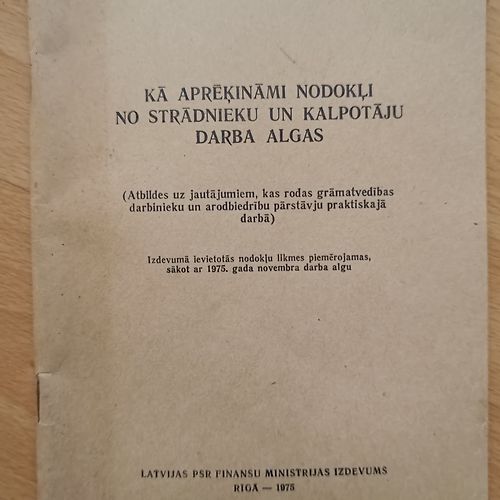 KĀ APRĒĶINĀMI NODOKĻI
NO STRĀDNIEKU UN KALPOTĀJU
DARBA ALGAS
(Atbildes uz jautājumiem, kas rodas grāmatvedības
darbinieku un arodbiedrību pārstāvju praktiskajā
darbā)
Izdevumā ievietotās nodokļu likmes piemērojamas,
sākot ar 1975. gada novembra darba algu
LATVIJAS PSR FINANSU MINISTRIJAS IZDEVUMS
RĪGĀ — 1975